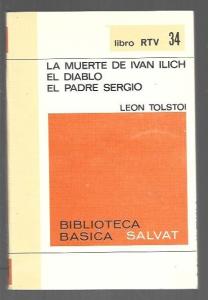 libro RTV 34
LA MUERTE DE IVAN ILICH
EL DIABLO
EL PADRE SERGIO
LEON TOLSTOI
BIBLIOTECA
BASICA SALVAT